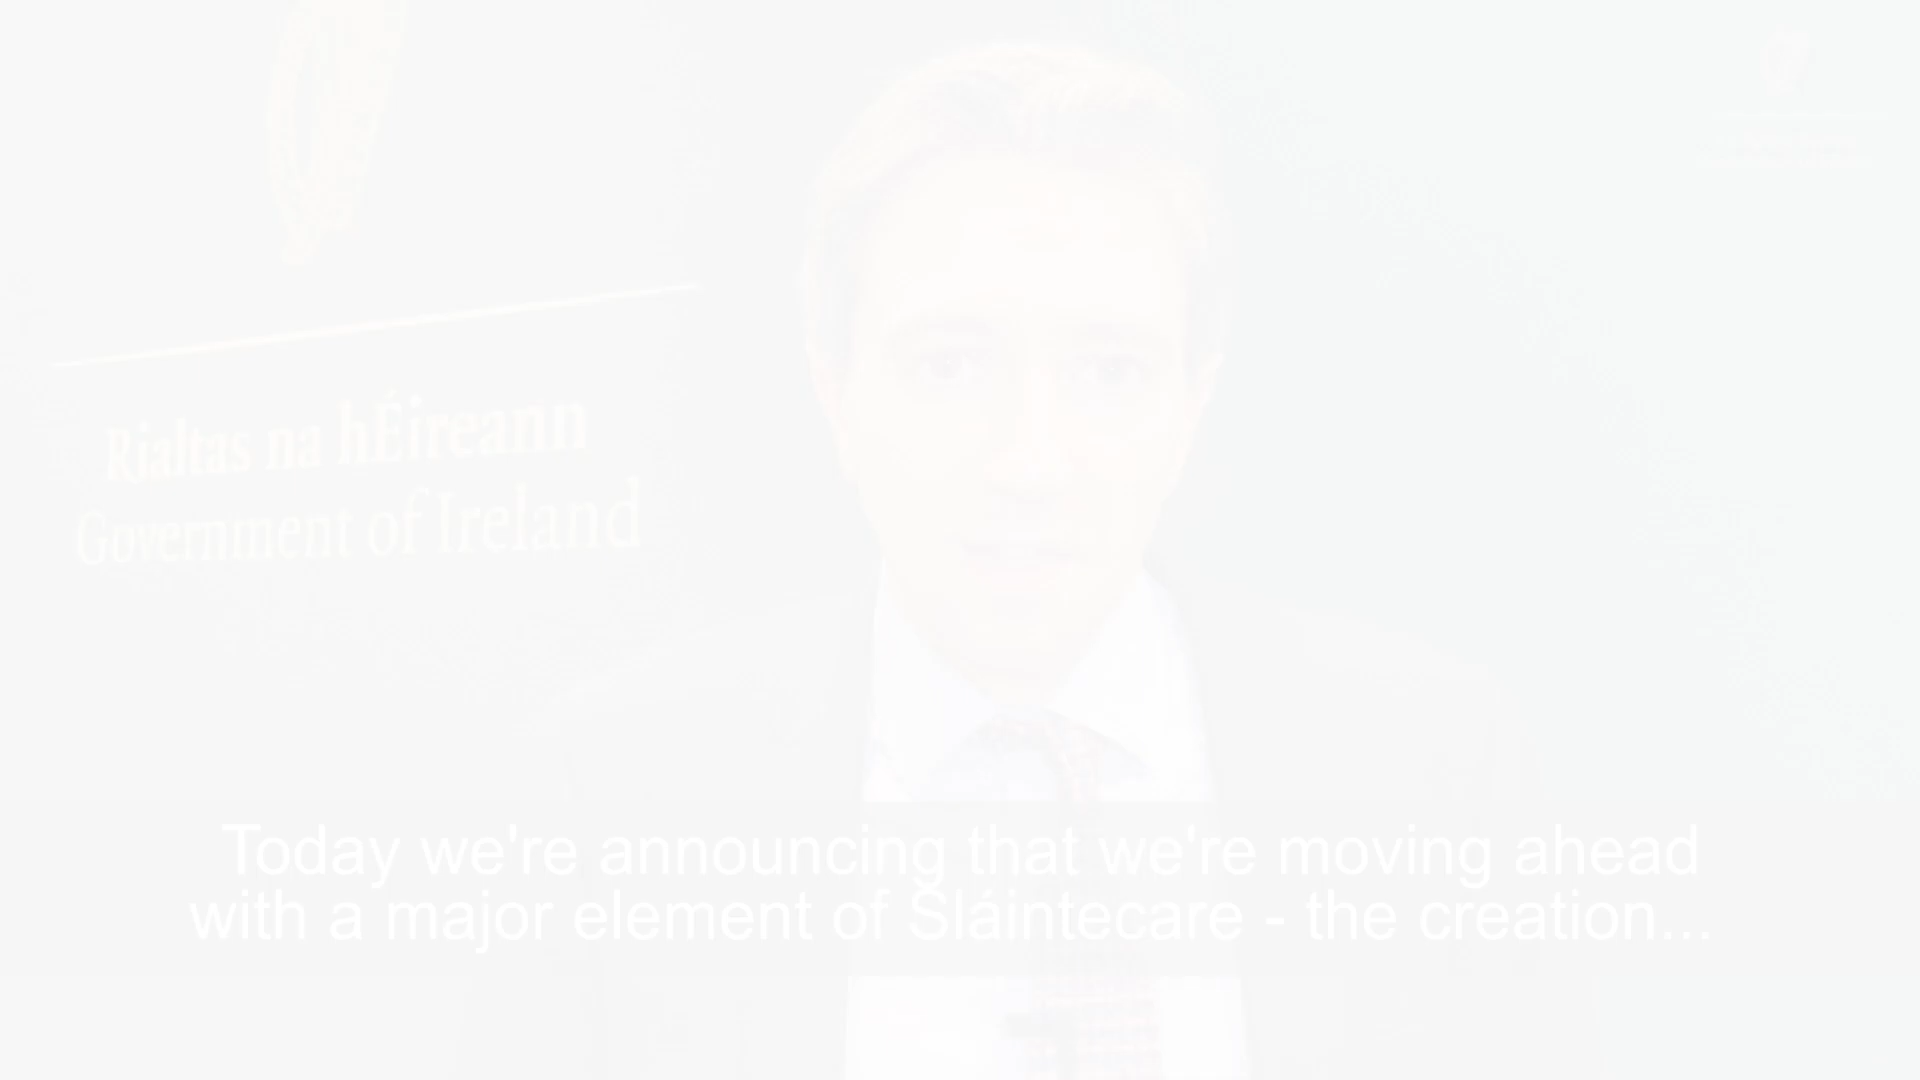 Rialtas na hÉireann
Government of Ireland
Today we're announcing that we're moving ahead
with a major element of Sláintecare - the creation...